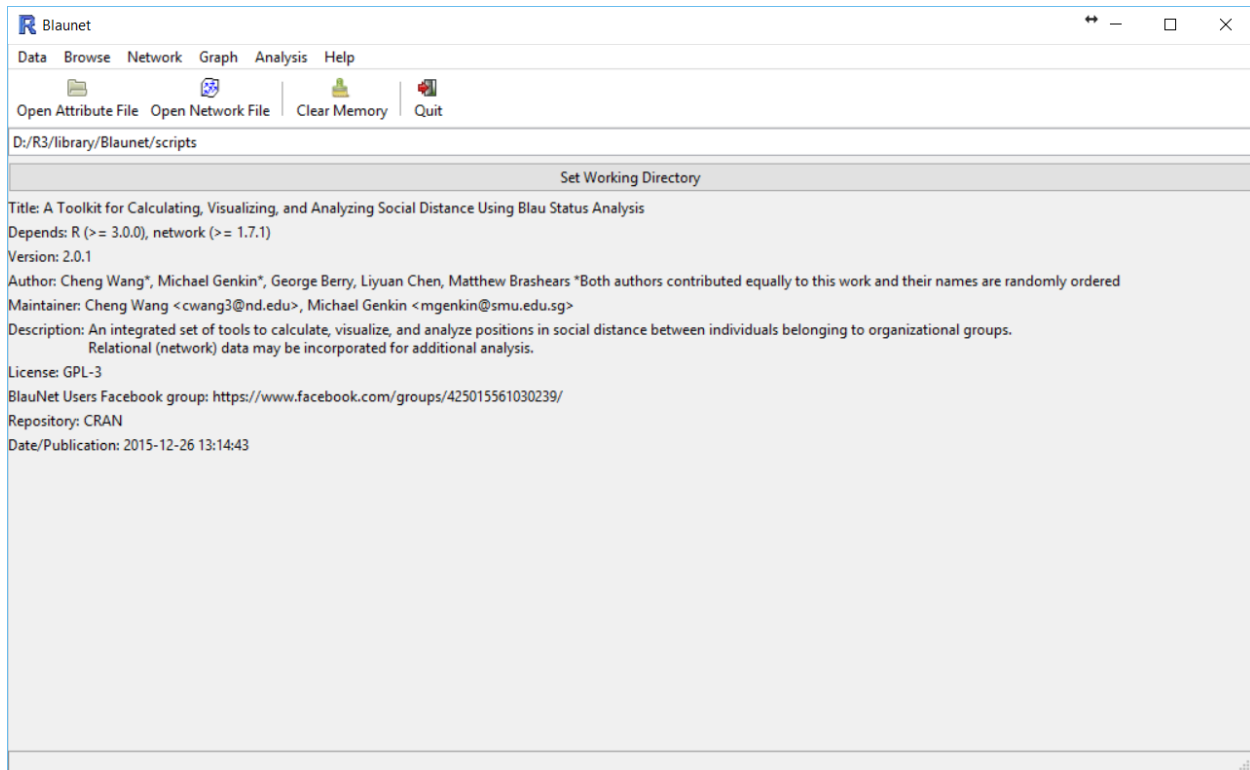 Blaunet
Data Browse Network Graph Analysis Help
Open Attribute File Open Network File Clear Memory Quit
D:/R3/library/Blaunet/scripts
Set Working Directory
Title: A Toolkit for Calculating, Visualizing, and Analyzing Social Distance Using Blau Status Analysis
Depends: R (>= 3.0.0), network (>= 1.7.1)
Version: 2.0.1
Author: Cheng Wang*, Michael Genkin*, George Berry, Liyuan Chen, Matthew Brashears *Both authors contributed equally to this work and their names are randomly ordered
Maintainer: Cheng Wang <cwang3@nd.edu>, Michael Genkin <mgenkin@smu.edu.sg>
Description: An integrated set of tools to calculate, visualize, and analyze positions in social distance between individuals belonging to organizational groups.
Relational (network) data may be incorporated for additional analysis.
License: GPL-3
BlauNet Users Facebook group: https://www.facebook.com/groups/425015561030239/
Repository: CRAN
Date/Publication: 2015-12-26 13:14:43